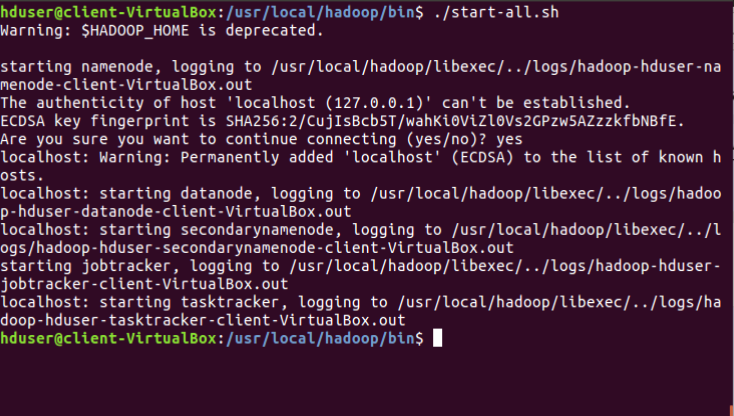 hduser@client-VirtualBox:/usr/local/hadoop/bin$ ./start-all.sh
Warning: $HADOOP_HOME is deprecated.

starting namenode, logging to /usr/local/hadoop/libexec/../logs/hadoop-hduser-na
menode-client-VirtualBox.out
The authenticity of host 'localhost (127.0.0.1)' can't be established.
ECDSA key fingerprint is SHA256:2/CujIsBcb5T/wahKi0ViZl0Vs2GPzw5AZzzkfbNBfE.
Are you sure you want to continue connecting (yes/no)? yes
localhost: Warning: Permanently added 'localhost' (ECDSA) to the list of known h
osts.
localhost: starting datanode, logging to /usr/local/hadoop/libexec/../logs/hadoo
p-hduser-datanode-client-VirtualBox.out
localhost: starting secondarynamenode, logging to /usr/local/hadoop/libexec/../l
ogs/hadoop-hduser-secondarynamenode-client-VirtualBox.out
starting jobtracker, logging to /usr/local/hadoop/libexec/../logs/hadoop-hduser-
jobtracker-client-VirtualBox.out
localhost: starting tasktracker, logging to /usr/local/hadoop/libexec/../logs/ha
doop-hduser-tasktracker-client-VirtualBox.out
hduser@client-VirtualBox:/usr/local/hadoop/bin$